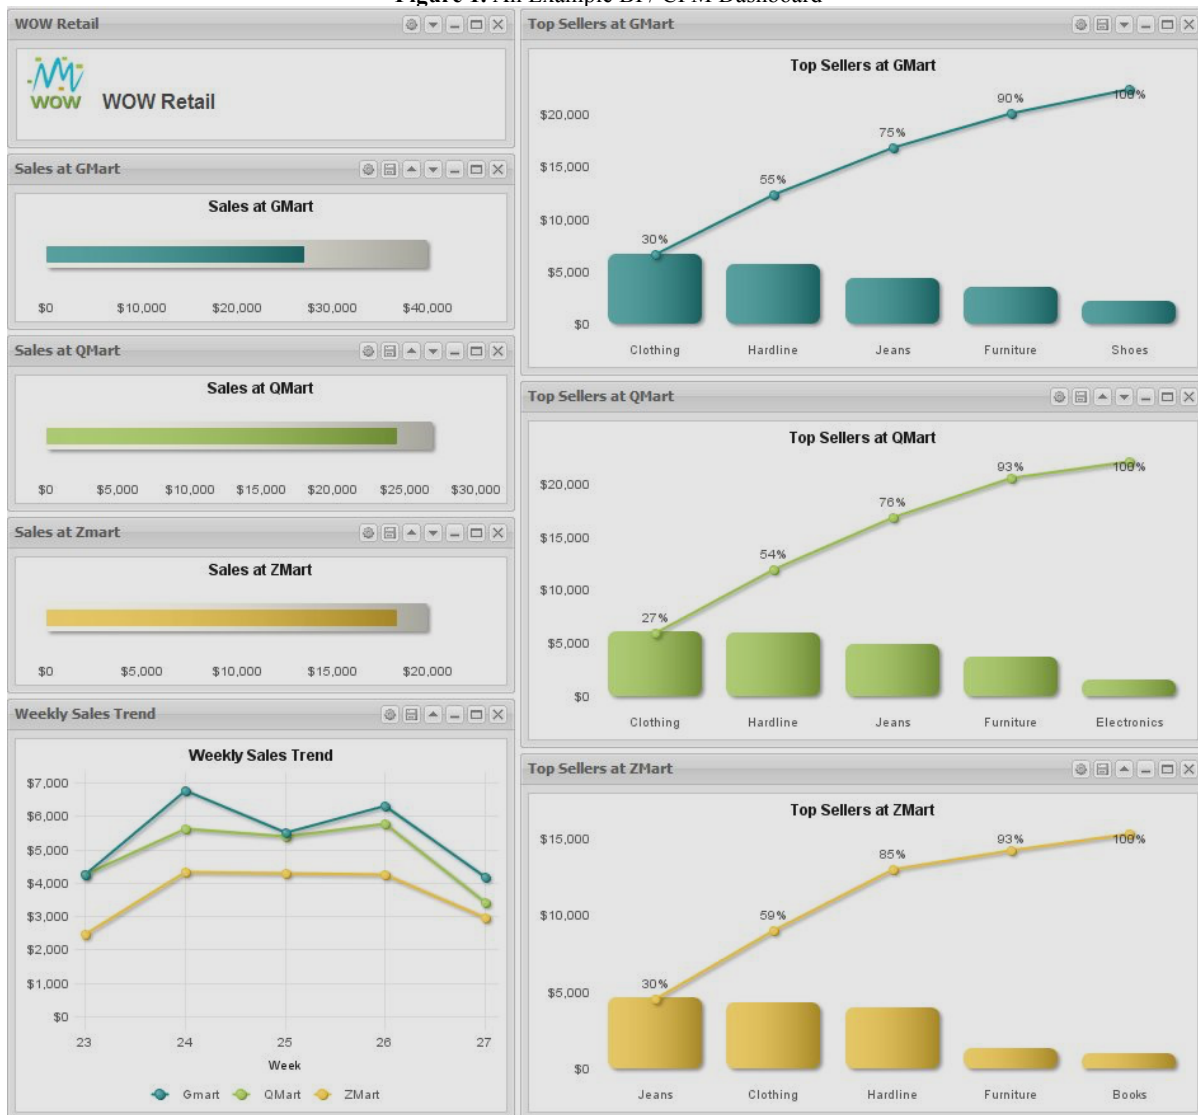 Figure 1. An Example BI / CPM Dashboard
WOW Retail
WOW WOW Retail
Sales at GMart
Sales at GMart
$0 $10,000 $20,000 $30,000 $40,000
Sales at QMart
Sales at QMart
$0 $5,000 $10,000 $15,000 $20,000 $25,000 $30,000
Sales at Zmart
Sales at ZMart
$0 $5,000 $10,000 $15,000 $20,000
Weekly Sales Trend
Weekly Sales Trend
$7,000
$6,000
$5,000
$4,000
$3,000
$2,000
$1,000
$0
23 24 25 26 27
Week
Gmart QMart ZMart
Top Sellers at GMart
Top Sellers at GMart
$20,000
$15,000
$10,000
$5,000
$0
30% 55% 75% 90% 100%
Clothing Hardline Jeans Furniture Shoes
Top Sellers at QMart
Top Sellers at QMart
$20,000
$15,000
$10,000
$5,000
$0
27% 54% 76% 93% 100%
Clothing Hardline Jeans Furniture Electronics
Top Sellers at ZMart
Top Sellers at ZMart
$15,000
$10,000
$5,000
$0
30% 59% 85% 93% 100%
Jeans Clothing Hardline Furniture Books